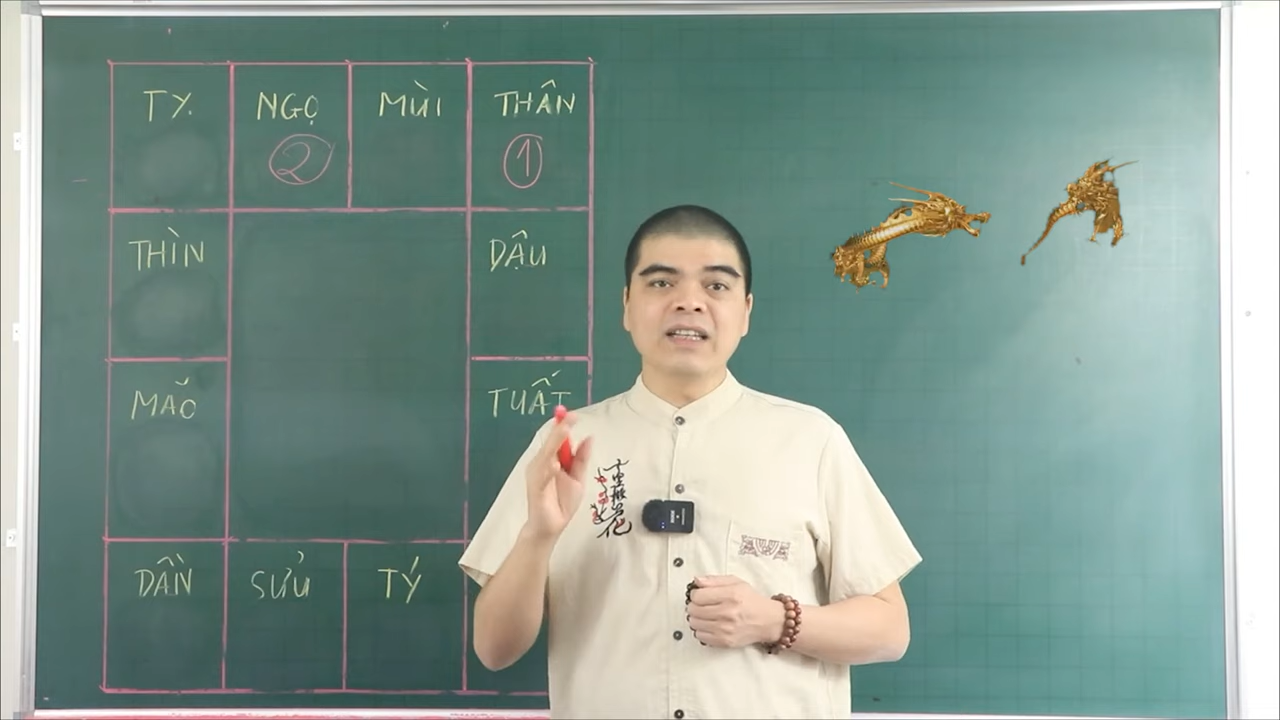 TỴ. NGỌ MÙI THÂN
② ①
THÌN DẬU
MÃO TUẤT
DẦN SỬU TÝ